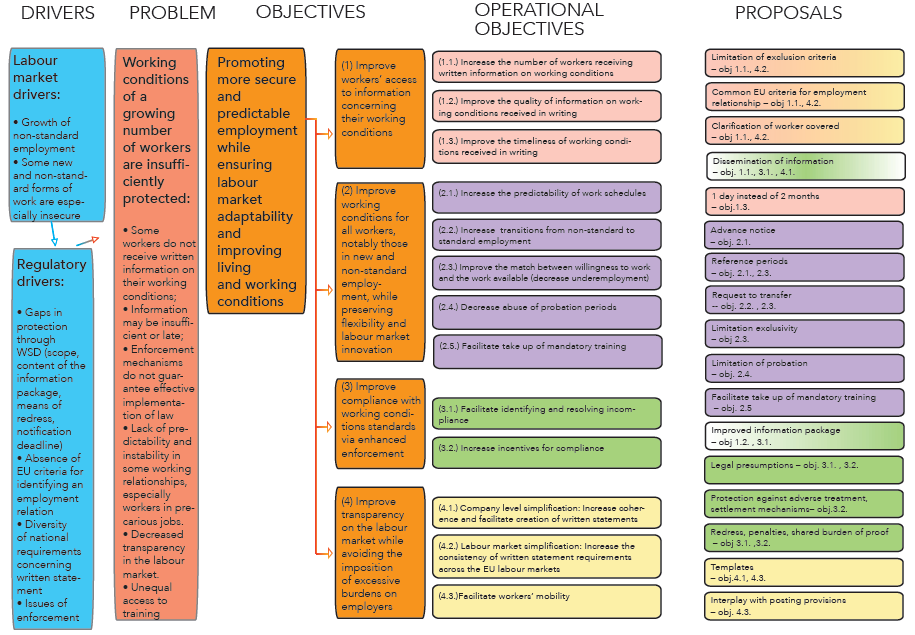 DRIVERS
PROBLEM
OBJECTIVES
OPERATIONAL
OBJECTIVES
PROPOSALS
Labour
market
drivers:
• Growth of
non-standard
employment
• Some new
and non-stand-
ard forms of
work are espe-
cially insecure
Regulatory
drivers:
• Gaps in
protection
through
WSD (scope,
content of the
information
package,
means of
redress,
notification
deadline)
• Absence of
EU criteria for
identifying an
employment
relation
• Diversity
of national
requirements
concerning
written state-
ment
• Issues of
enforcement
Working
conditions
of a
growing
number
of workers
are insuffi-
ciently
protected:
• Some
workers do not
receive written
information on
their working
conditions;
• Information
may be insuffi-
cient or late;
• Enforcement
mechanisms
do not guar-
antee effective
implementa-
tion of law
• Lack of pre-
dictability and
instability in
some working
relationships,
especially
workers in pre-
carious jobs.
• Decreased
transparency
in the labour
market.
• Unequal
access to
training
Promoting
more secure
and
predictable
employment
while
ensuring
labour
market
adaptability
and
improving
living
and working
conditions
(1) Improve
workers’ access
to information
concerning
their working
conditions
(2) Improve
working
conditions for
all workers,
notably those
in new and
non-standard
employ-
ment, while
preserving
flexibility and
labour market
innovation
(3) Improve
compliance with
working condi-
tions standards
via enhanced
enforcement
(4) Improve
transparency
on the labour
market while
avoiding the
imposition
of excessive
burdens on
employers
(1.1.) Increase the number of workers receiving
written information on working conditions
(1.2.) Improve the quality of information on work-
ing conditions received in writing
(1.3.) Improve the timeliness of working condi-
tions received in writing
(2.1.) Increase the predictability of work schedules
(2.2.) Increase transitions from non-standard to
standard employment
(2.3.) Improve the match between willingness to work
and the work available (decrease underemployment)
(2.4.) Decrease abuse of probation periods
(2.5.) Facilitate take up of mandatory training
(3.1.) Facilitate identifying and resolving incom-
pliance
(3.2.) Increase incentives for compliance
(4.1.) Company level simplification: Increase coher-
ence and facilitate creation of written statements
(4.2.) Labour market simplification: Increase the
consistency of written statement requirements
across the EU labour markets
(4.3.)Facilitate workers’ mobility
Limitation of exclusion criteria
– obj 1.1., 4.2.
Common EU criteria for employment
relationship – obj 1.1., 4.2.
Clarification of worker covered
– obj 1.1., 4.2.
Dissemination of information
– obj. 1.1., 3.1. , 4.1.
1 day instead of 2 months
– obj.1.3.
Advance notice
– obj. 2.1.
Reference periods
– obj. 2.1., 2.3.
Request to transfer
-- obj. 2.2. , 2.3.
Limitation exclusivity
– obj 2.3.
Limitation of probation
– obj. 2.4.
Facilitate take up of mandatory training
– obj. 2.5
Improved information package
– obj 1.2. , 3.1.
Legal presumptions – obj. 3.1. , 3.2.
Protection against adverse treatment,
settlement mechanisms– obj.3.2.
Redress, penalties, shared burden of proof
– obj 3.1. ,3.2.
Templates
– obj.4.1, 4.3.
Interplay with posting provisions
– obj. 4.3.